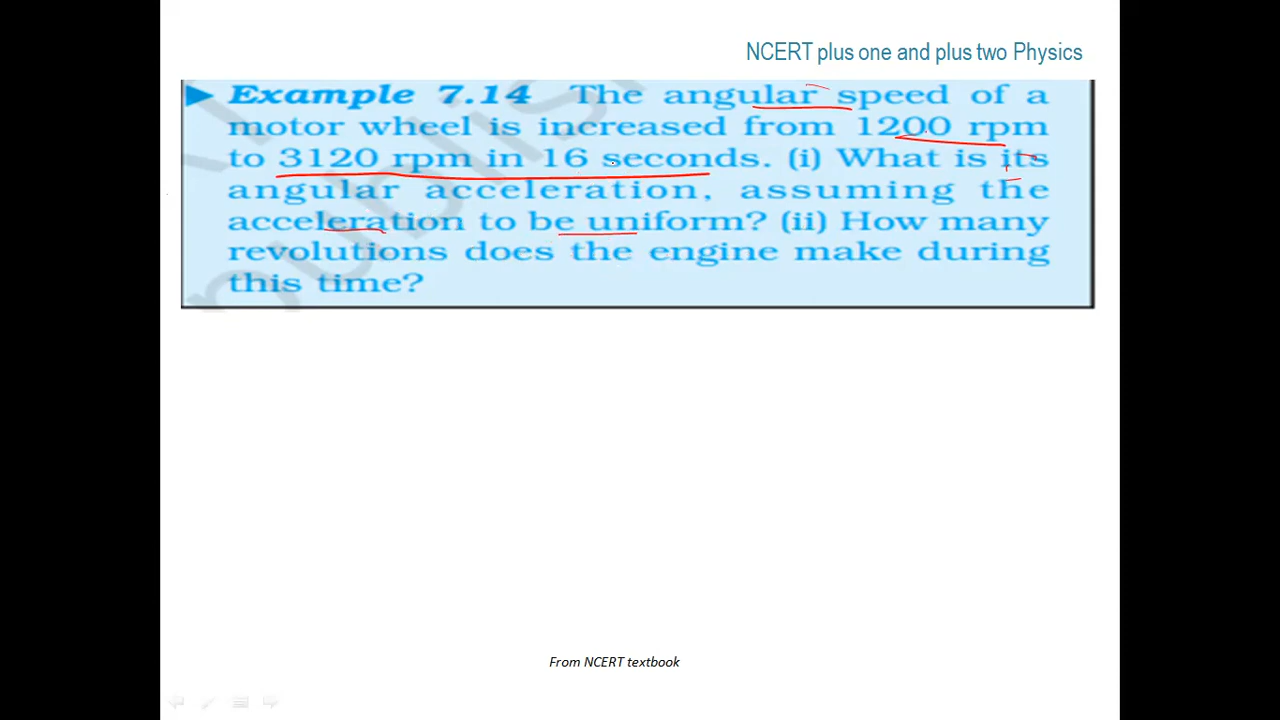 NCERT plus one and plus two Physics
Example 7.14 The angular speed of a
motor wheel is increased from 1200 rpm
to 3120 rpm in 16 seconds. (i) What is its
angular acceleration, assuming the
acceleration to be uniform? (ii) How many
revolutions does the engine make during
this time?
From NCERT textbook